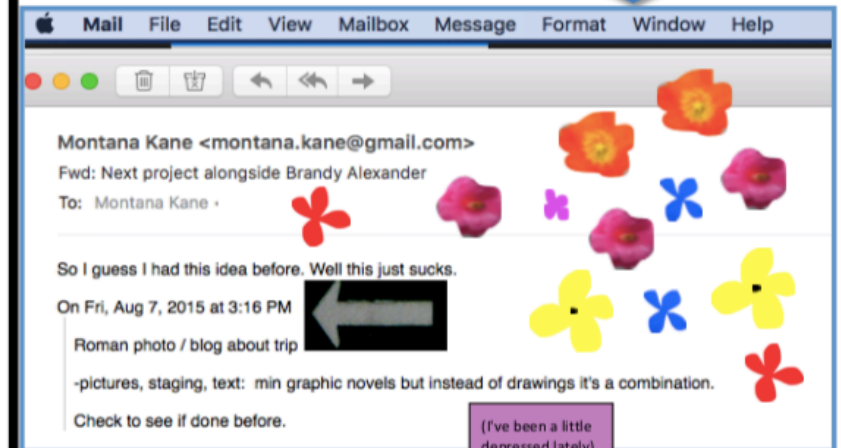 Mail File Edit View Mailbox Message Format Window Help
Montana Kane <montana.kane@gmail.com>
Fwd: Next project alongside Brandy Alexander
To: Montana Kane
So I guess I had this idea before. Well this just sucks.
On Fri, Aug 7, 2015 at 3:16 PM
Roman photo / blog about trip
-pictures, staging, text: min graphic novels but instead of drawings it's a combination.
Check to see if done before.
(I've been a little
depressed lately)